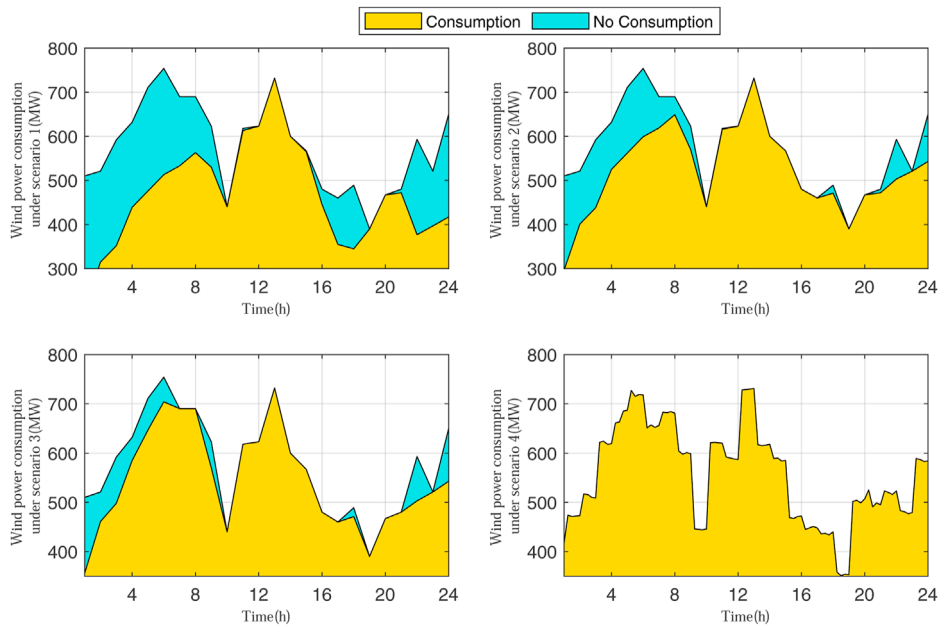 Consumption No Consumption
Wind power consumption
under scenario 1(MW)
800
700
600
500
400
300
4 8 12 16 20 24
Time(h)
Wind power consumption
under scenario 2(MW)
800
700
600
500
400
300
4 8 12 16 20 24
Time(h)
Wind power consumption
under scenario 3(MW)
800
700
600
500
400
4 8 12 16 20 24
Time(h)
Wind power consumption
under scenario 4(MW)
800
700
600
500
400
4 8 12 16 20 24
Time(h)